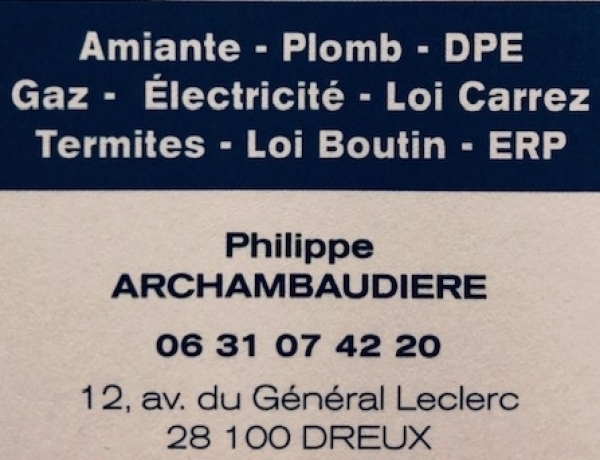 Amiante - Plomb - DPE
Gaz - Électricité - Loi Carrez
Termites - Loi Boutin - ERP
Philippe
ARCHAMBAUDIERE
06 31 07 42 20
12, av. du Général Leclerc
28 100 DREUX